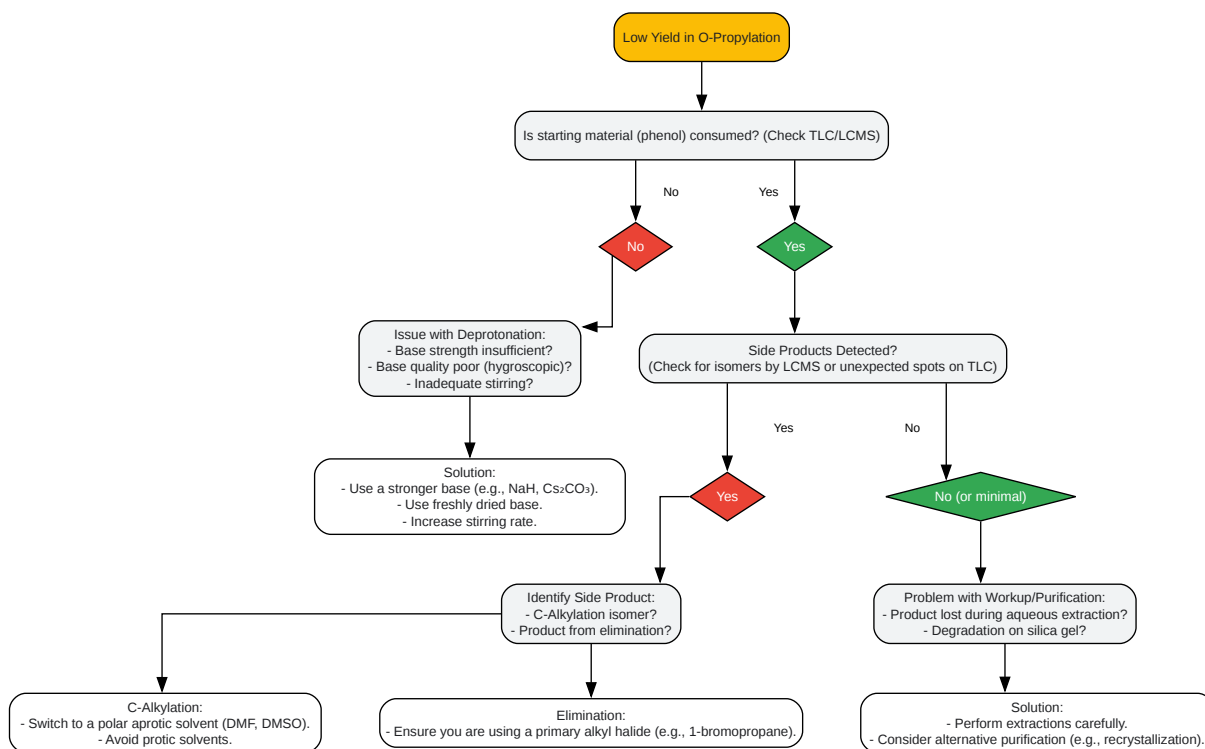 Low Yield in O-Propylation
Is starting material (phenol) consumed? (Check TLC/LCMS)
No
Yes
No
Yes
Issue with Deprotonation:
- Base strength insufficient?
- Base quality poor (hygroscopic)?
- Inadequate stirring?
Side Products Detected?
(Check for isomers by LCMS or unexpected spots on TLC)
Yes
No
Solution:
- Use a stronger base (e.g., NaH, Cs₂CO₃).
- Use freshly dried base.
- Increase stirring rate.
Yes
No (or minimal)
Identify Side Product:
- C-Alkylation isomer?
- Product from elimination?
Problem with Workup/Purification:
- Product lost during aqueous extraction?
- Degradation on silica gel?
C-Alkylation:
- Switch to a polar aprotic solvent (DMF, DMSO).
- Avoid protic solvents.
Elimination:
- Ensure you are using a primary alkyl halide (e.g., 1-bromopropane).
Solution:
- Perform extractions carefully.
- Consider alternative purification (e.g., recrystallization).